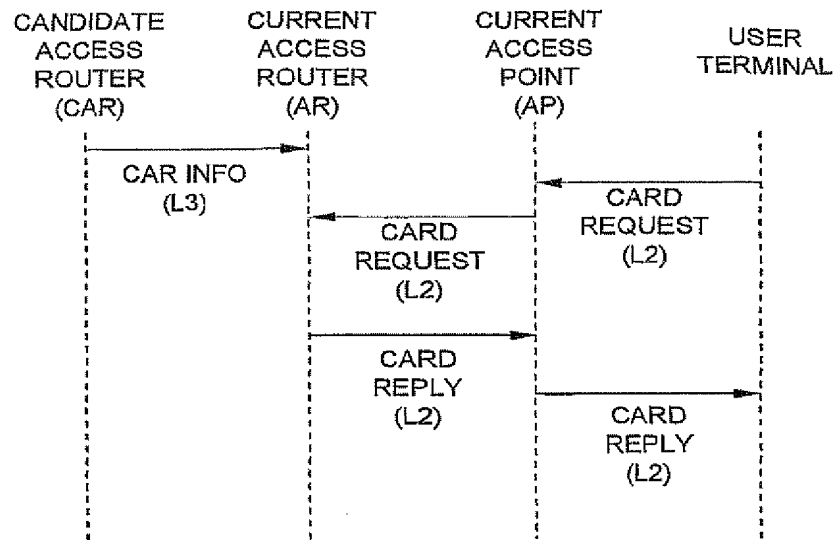 CANDIDATE
ACCESS
ROUTER
(CAR)
CURRENT
ACCESS
ROUTER
(AR)
CURRENT
ACCESS
POINT
(AP)
USER
TERMINAL
CAR INFO
(L3)
CARD
REQUEST
(L2)
CARD
REQUEST
(L2)
CARD
REPLY
(L2)
CARD
REPLY
(L2)